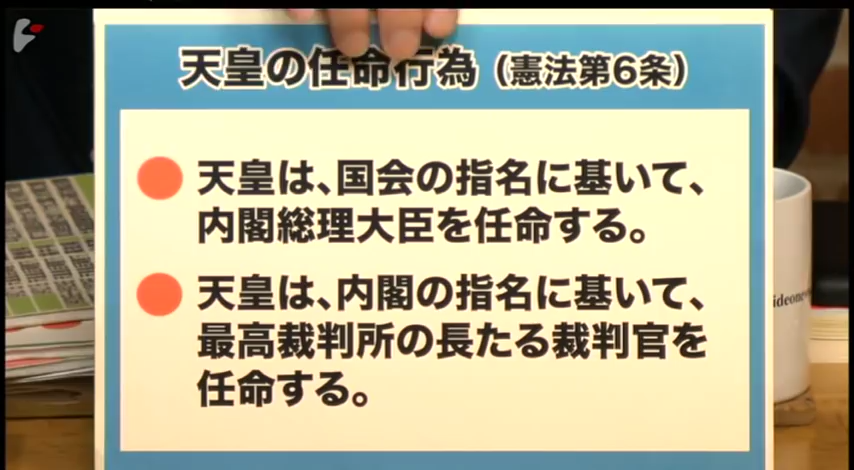 天皇の任命行為（憲法第6条）
● 天皇は、国会の指名に基いて、
内閣総理大臣を任命する。
● 天皇は、内閣の指名に基いて、
最高裁判所の長たる裁判官を
任命する。
ideone